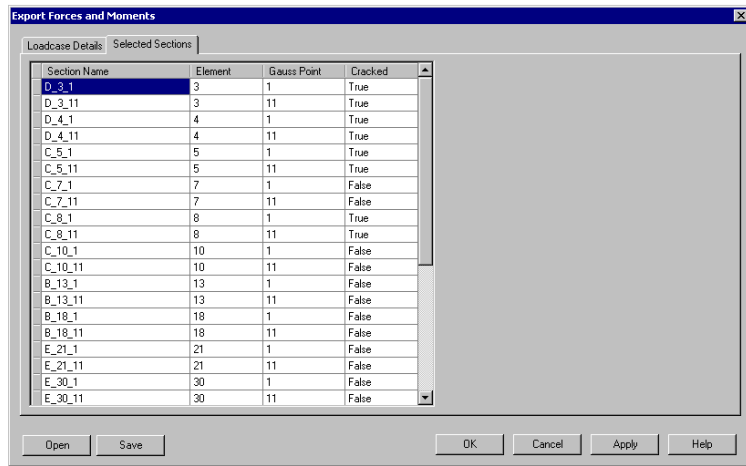 Export Forces and Moments
Loadcase Details Selected Sections
Section Name Element Gauss Point Cracked
D_3_1 3 1 True
D_3_11 3 11 True
D_4_1 4 1 True
D_4_11 4 11 True
C_5_1 5 1 True
C_5_11 5 11 True
C_7_1 7 1 False
C_7_11 7 11 False
C_8_1 8 1 True
C_8_11 8 11 True
C_10_1 10 1 False
C_10_11 10 11 False
B_13_1 13 1 False
B_13_11 13 11 False
B_18_1 18 1 False
B_18_11 18 11 False
E_21_1 21 1 False
E_21_11 21 11 False
E_30_1 30 1 False
E_30_11 30 11 False
Open Save OK Cancel Apply Help